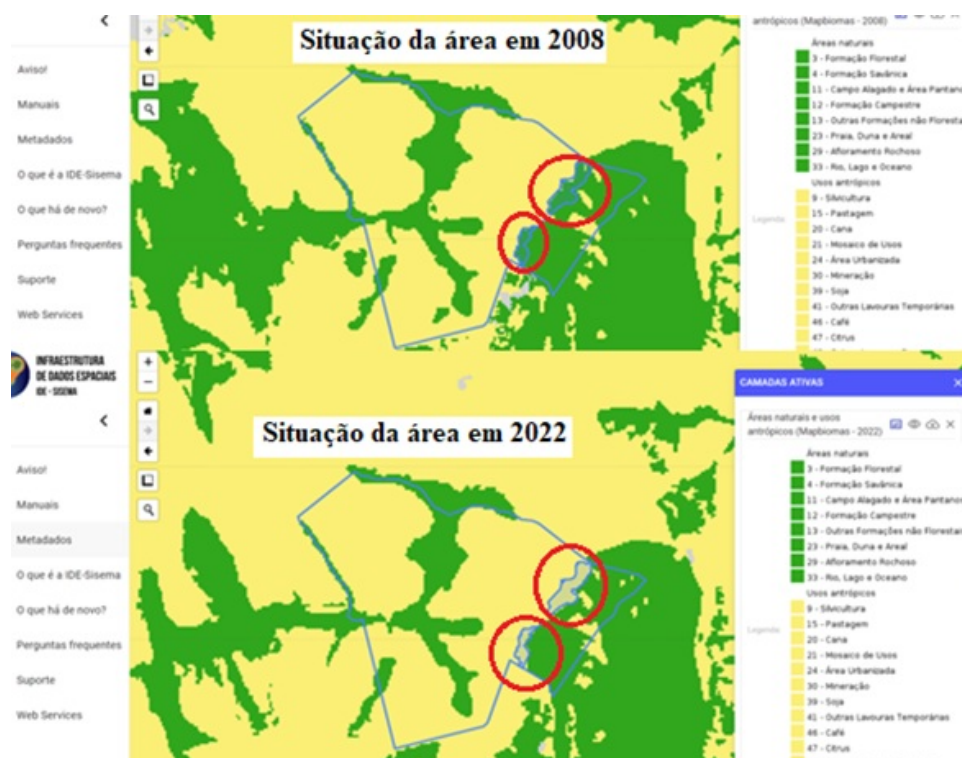 Situação da área em 2008
Aviso!
Manuais
Metadados
O que é a IDE-Sisema
O que há de novo?
Perguntas frequentes
Suporte
Web Services
antrópicos (Mapbiomas - 2008)
Áreas naturais
3 - Formação Florestal
4 - Formação Savânica
11 - Campo Alagado e Área Pantano
12 - Formação Campestre
13 - Outras Formações não Floresta
23 - Praia, Duna e Areal
29 - Afloramento Rochoso
33 - Rio, Lago e Oceano
Usos antrópicos
Legenda:
9 - Silvicultura
15 - Pastagem
20 - Cana
21 - Mosaico de Usos
24 - Área Urbanizada
30 - Mineração
39 - Soja
41 - Outras Lavouras Temporárias
46 - Café
47 - Citrus
INFRAESTRUTURA
DE DADOS ESPACIAIS
IDE - SISEMA
Situação da área em 2022
Aviso!
Manuais
Metadados
O que é a IDE-Sisema
O que há de novo?
Perguntas frequentes
Suporte
Web Services
CAMADAS ATIVAS
Áreas naturais e usos
antrópicos (Mapbiomas - 2022)
Áreas naturais
3 - Formação Florestal
4 - Formação Savânica
11 - Campo Alagado e Área Pantanos
12 - Formação Campestre
13 - Outras Formações não Florestais
23 - Praia, Duna e Areal
29 - Afloramento Rochoso
33 - Rio, Lago e Oceano
Usos antrópicos
Legenda:
9 - Silvicultura
15 - Pastagem
20 - Cana
21 - Mosaico de Usos
24 - Área Urbanizada
30 - Mineração
39 - Soja
41 - Outras Lavouras Temporárias
46 - Café
47 - Citrus